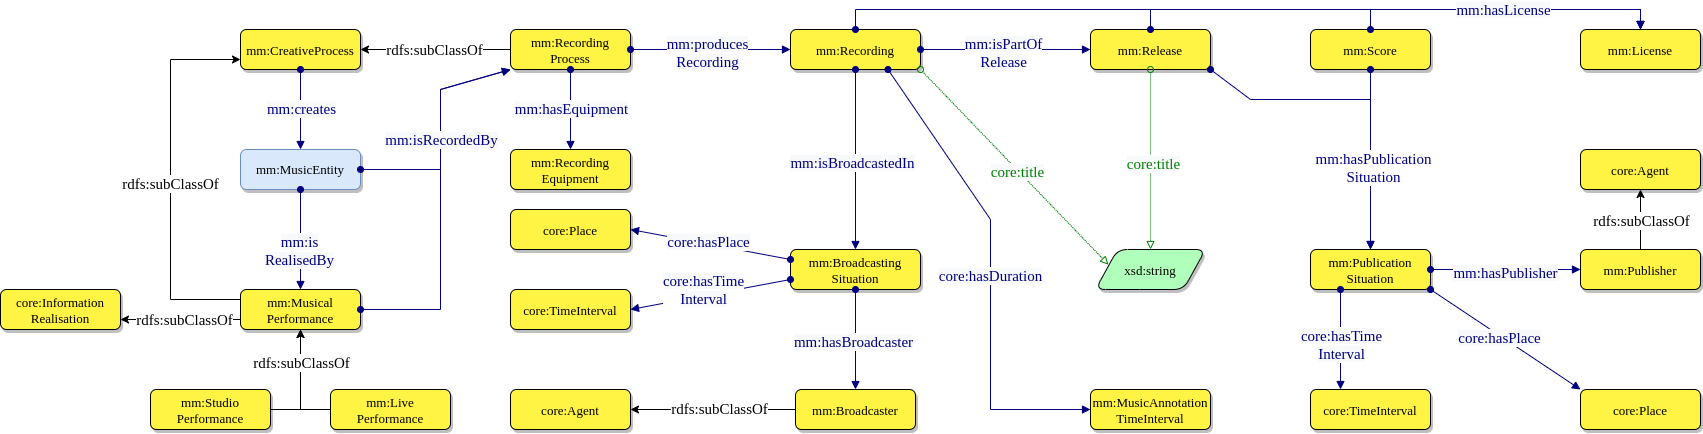 mm:hasLicense
mm:CreativeProcess
rdfs:subClassOf
mm:Recording
Process
mm:produces
Recording
mm:Recording
mm:isPartOf
Release
mm:Release
mm:Score
mm:License
mm:creates
mm:hasEquipment
mm:isRecordedBy
mm:MusicEntity
mm:Recording
Equipment
mm:isBroadcastedIn
core:title
core:title
mm:hasPublication
Situation
core:Agent
rdfs:subClassOf
rdfs:subClassOf
mm:is
RealisedBy
core:Place
core:hasPlace
core:hasTime
Interval
mm:Broadcasting
Situation
core:hasDuration
xsd:string
mm:Publication
Situation
mm:hasPublisher
mm:Publisher
core:Information
Realisation
rdfs:subClassOf
mm:Musical
Performance
core:TimeInterval
mm:hasBroadcaster
core:hasTime
Interval
core:hasPlace
rdfs:subClassOf
mm:Studio
Performance
mm:Live
Performance
core:Agent
rdfs:subClassOf
mm:Broadcaster
mm:MusicAnnotation
TimeInterval
core:TimeInterval
core:Place